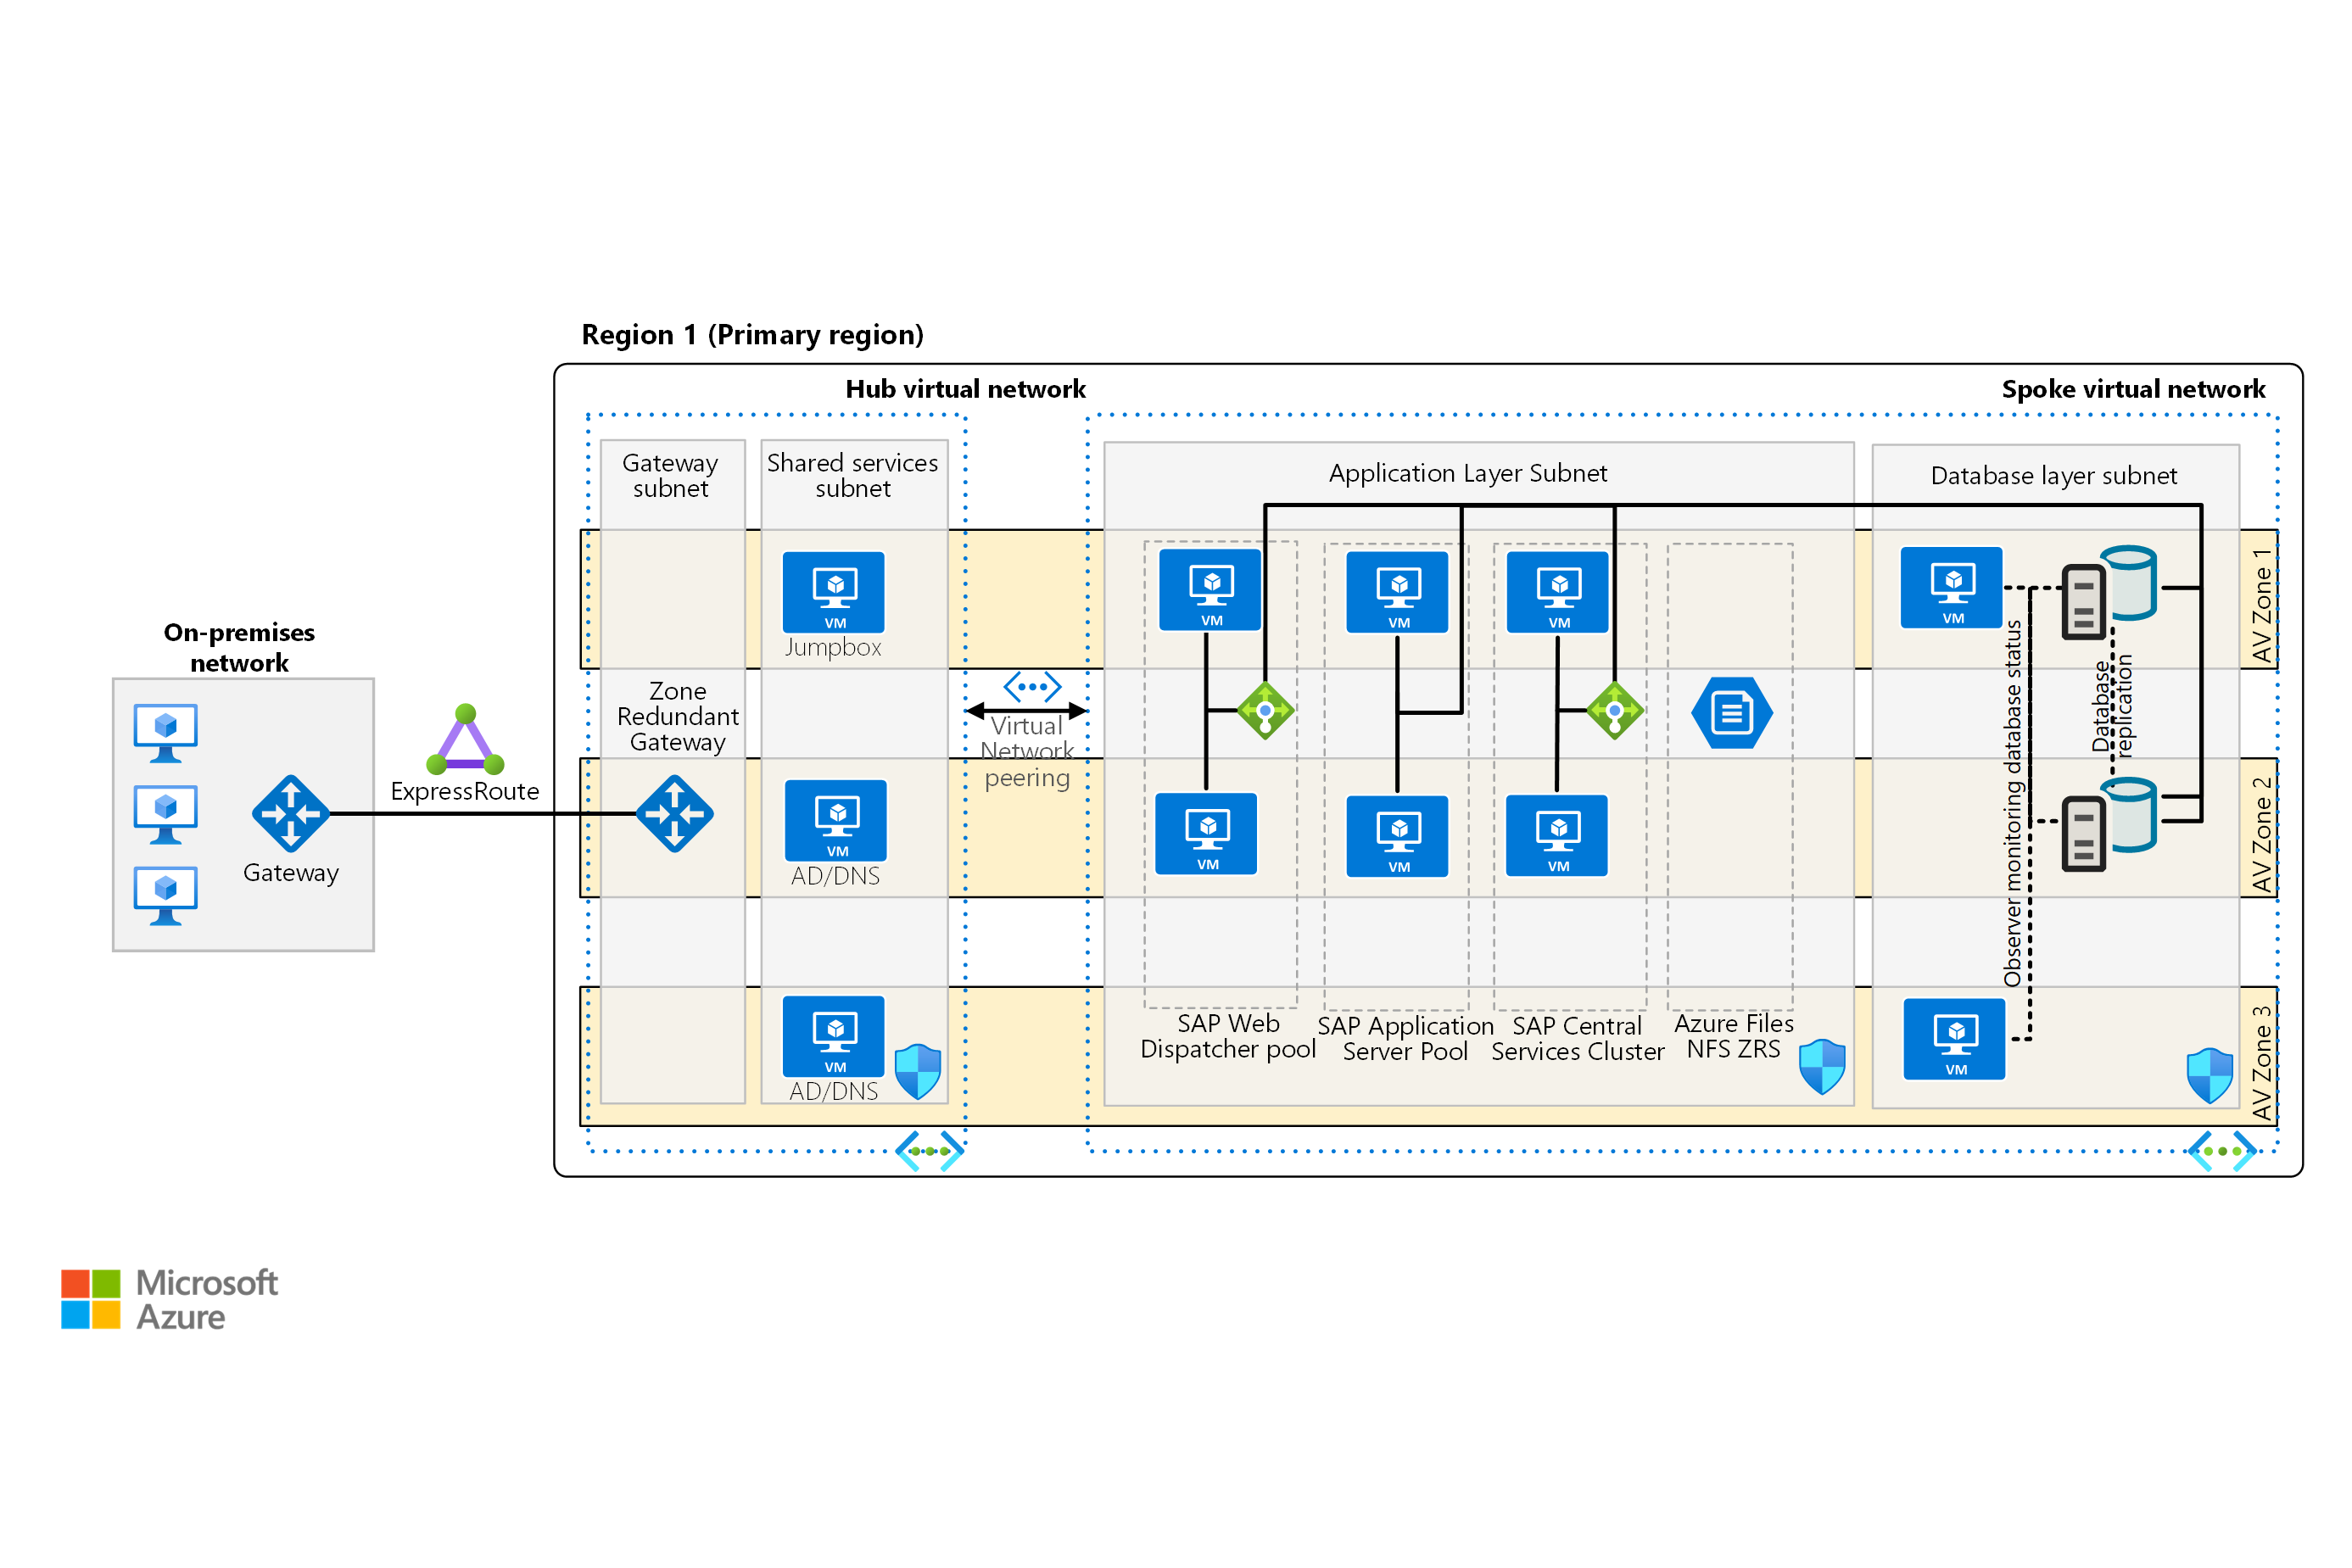 Region 1 (Primary region)
Hub virtual network
Spoke virtual network
Gateway
subnet
Shared services
subnet
Application Layer Subnet
Database layer subnet
VM
Jumpbox
VM
VM
VM
VM
AV Zone 1
On-premises
network
Gateway
ExpressRoute
Zone
Redundant
Gateway
Virtual
Network
peering
Observer monitoring database status
Database
replication
VM
AD/DNS
VM
VM
VM
AV Zone 2
VM
AD/DNS
SAP Web
Dispatcher pool
SAP Application
Server Pool
SAP Central
Services Cluster
Azure Files
NFS ZRS
VM
AV Zone 3
Microsoft
Azure